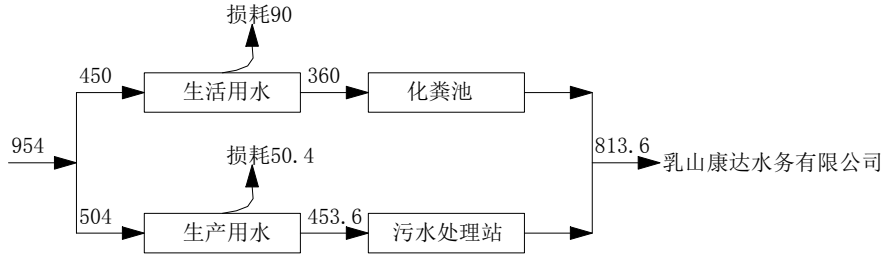 损耗90
450
生活用水
360
化粪池
954
损耗50.4
813.6
乳山康达水务有限公司
504
生产用水
453.6
污水处理站